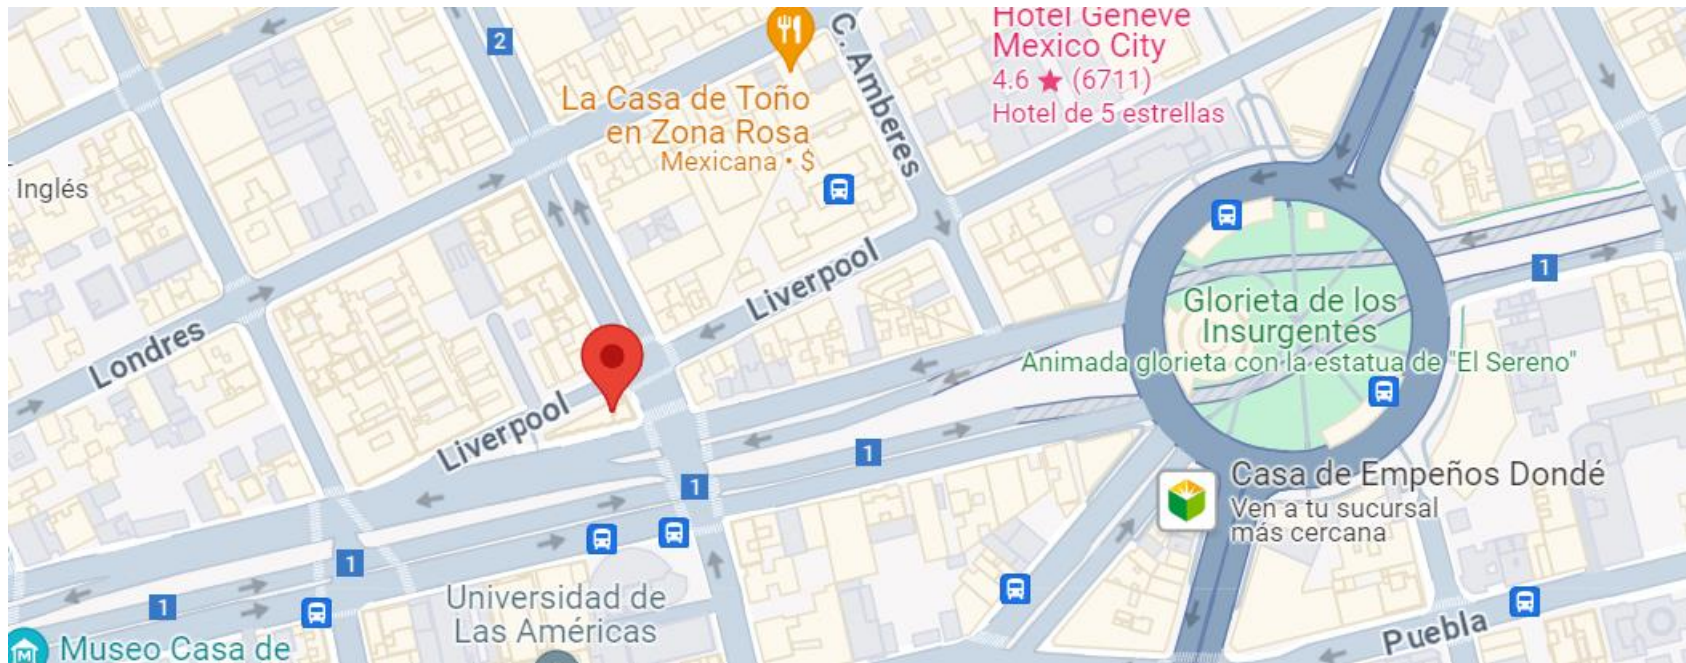 Hotel Geneve
Mexico City
4.6 ★ (6711)
Hotel de 5 estrellas
2
C. Amberes
La Casa de Toño
en Zona Rosa
Mexicana • $
Inglés
Liverpool
1
Glorieta de los
Insurgentes
Animada glorieta con la estatua de "El Sereno"
Londres
Liverpool
1
1
Casa de Empeños Dondé
Ven a tu sucursal
más cercana
1
1
Universidad de
Las Américas
Puebla
Museo Casa de
M